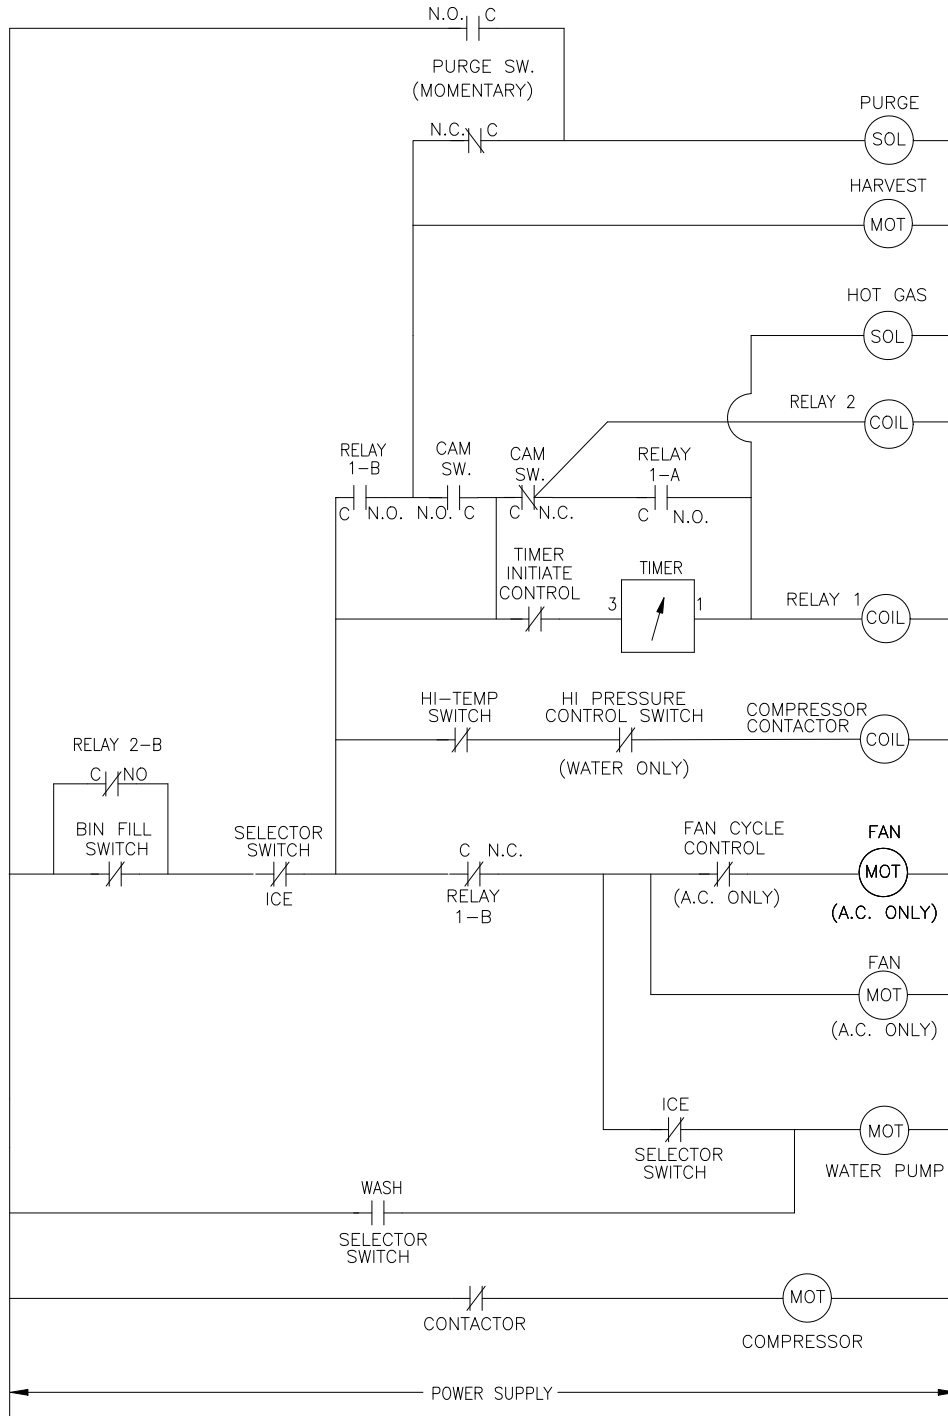 N.O. C
PURGE SW.
(MOMENTARY)
PURGE
N.C. C
SOL
HARVEST
MOT
HOT GAS
SOL
RELAY 2
COIL
RELAY
1-B
CAM
SW.
CAM
SW.
RELAY
1-A
C N.O.
N.O. C
C N.C.
C N.O.
TIMER
INITIATE
CONTROL
TIMER
3
1
RELAY 1
COIL
HI-TEMP
SWITCH
HI PRESSURE
CONTROL SWITCH
(WATER ONLY)
COMPRESSOR
CONTACTOR
COIL
RELAY 2-B
C NO
BIN FILL
SWITCH
SELECTOR
SWITCH
ICE
C N.C.
RELAY
1-B
FAN CYCLE
CONTROL
(A.C. ONLY)
FAN
MOT
(A.C. ONLY)
FAN
MOT
(A.C. ONLY)
ICE
SELECTOR
SWITCH
MOT
WATER PUMP
WASH
SELECTOR
SWITCH
CONTACTOR
MOT
COMPRESSOR
POWER SUPPLY